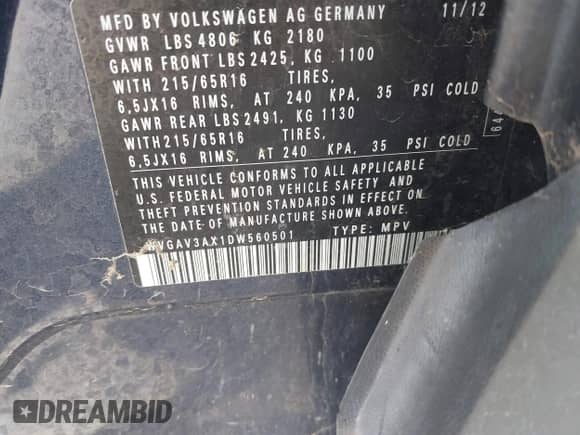 MFD BY VOLKSWAGEN AG GERMANY 11/12
GVWR LBS 4806 KG 2180
GAWR FRONT LBS 2425, KG 1100
WITH 215/65R16 TIRES,
6,5JX16 RIMS, AT 240 KPA, 35 PSI COLD
GAWR REAR LBS 2491, KG 1130
WITH215/65R16 TIRES,
6,5JX16 RIMS, AT 240 KPA, 35 PSI COLD
THIS VEHICLE CONFORMS TO ALL APPLICABLE
U.S. FEDERAL MOTOR VEHICLE SAFETY AND
THEFT PREVENTION STANDARDS IN EFFECT
ON DATE OF MANUFACTURE SHOWN ABOVE.
WVGAV3AX1DW560501 TYPE: MPV
DREAMBID